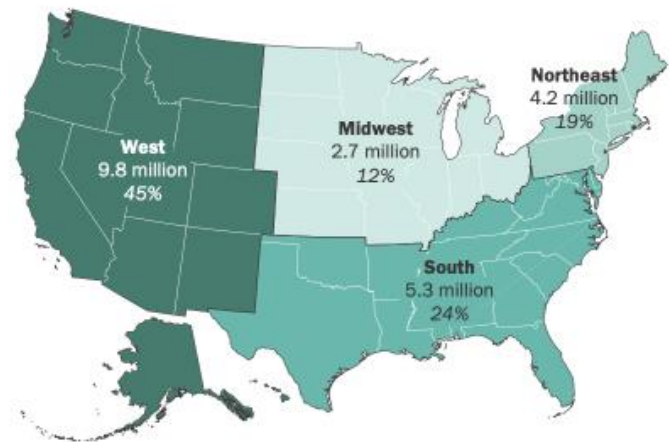 West
9.8 million
45%
Midwest
2.7 million
12%
Northeast
4.2 million
19%
South
5.3 million
24%